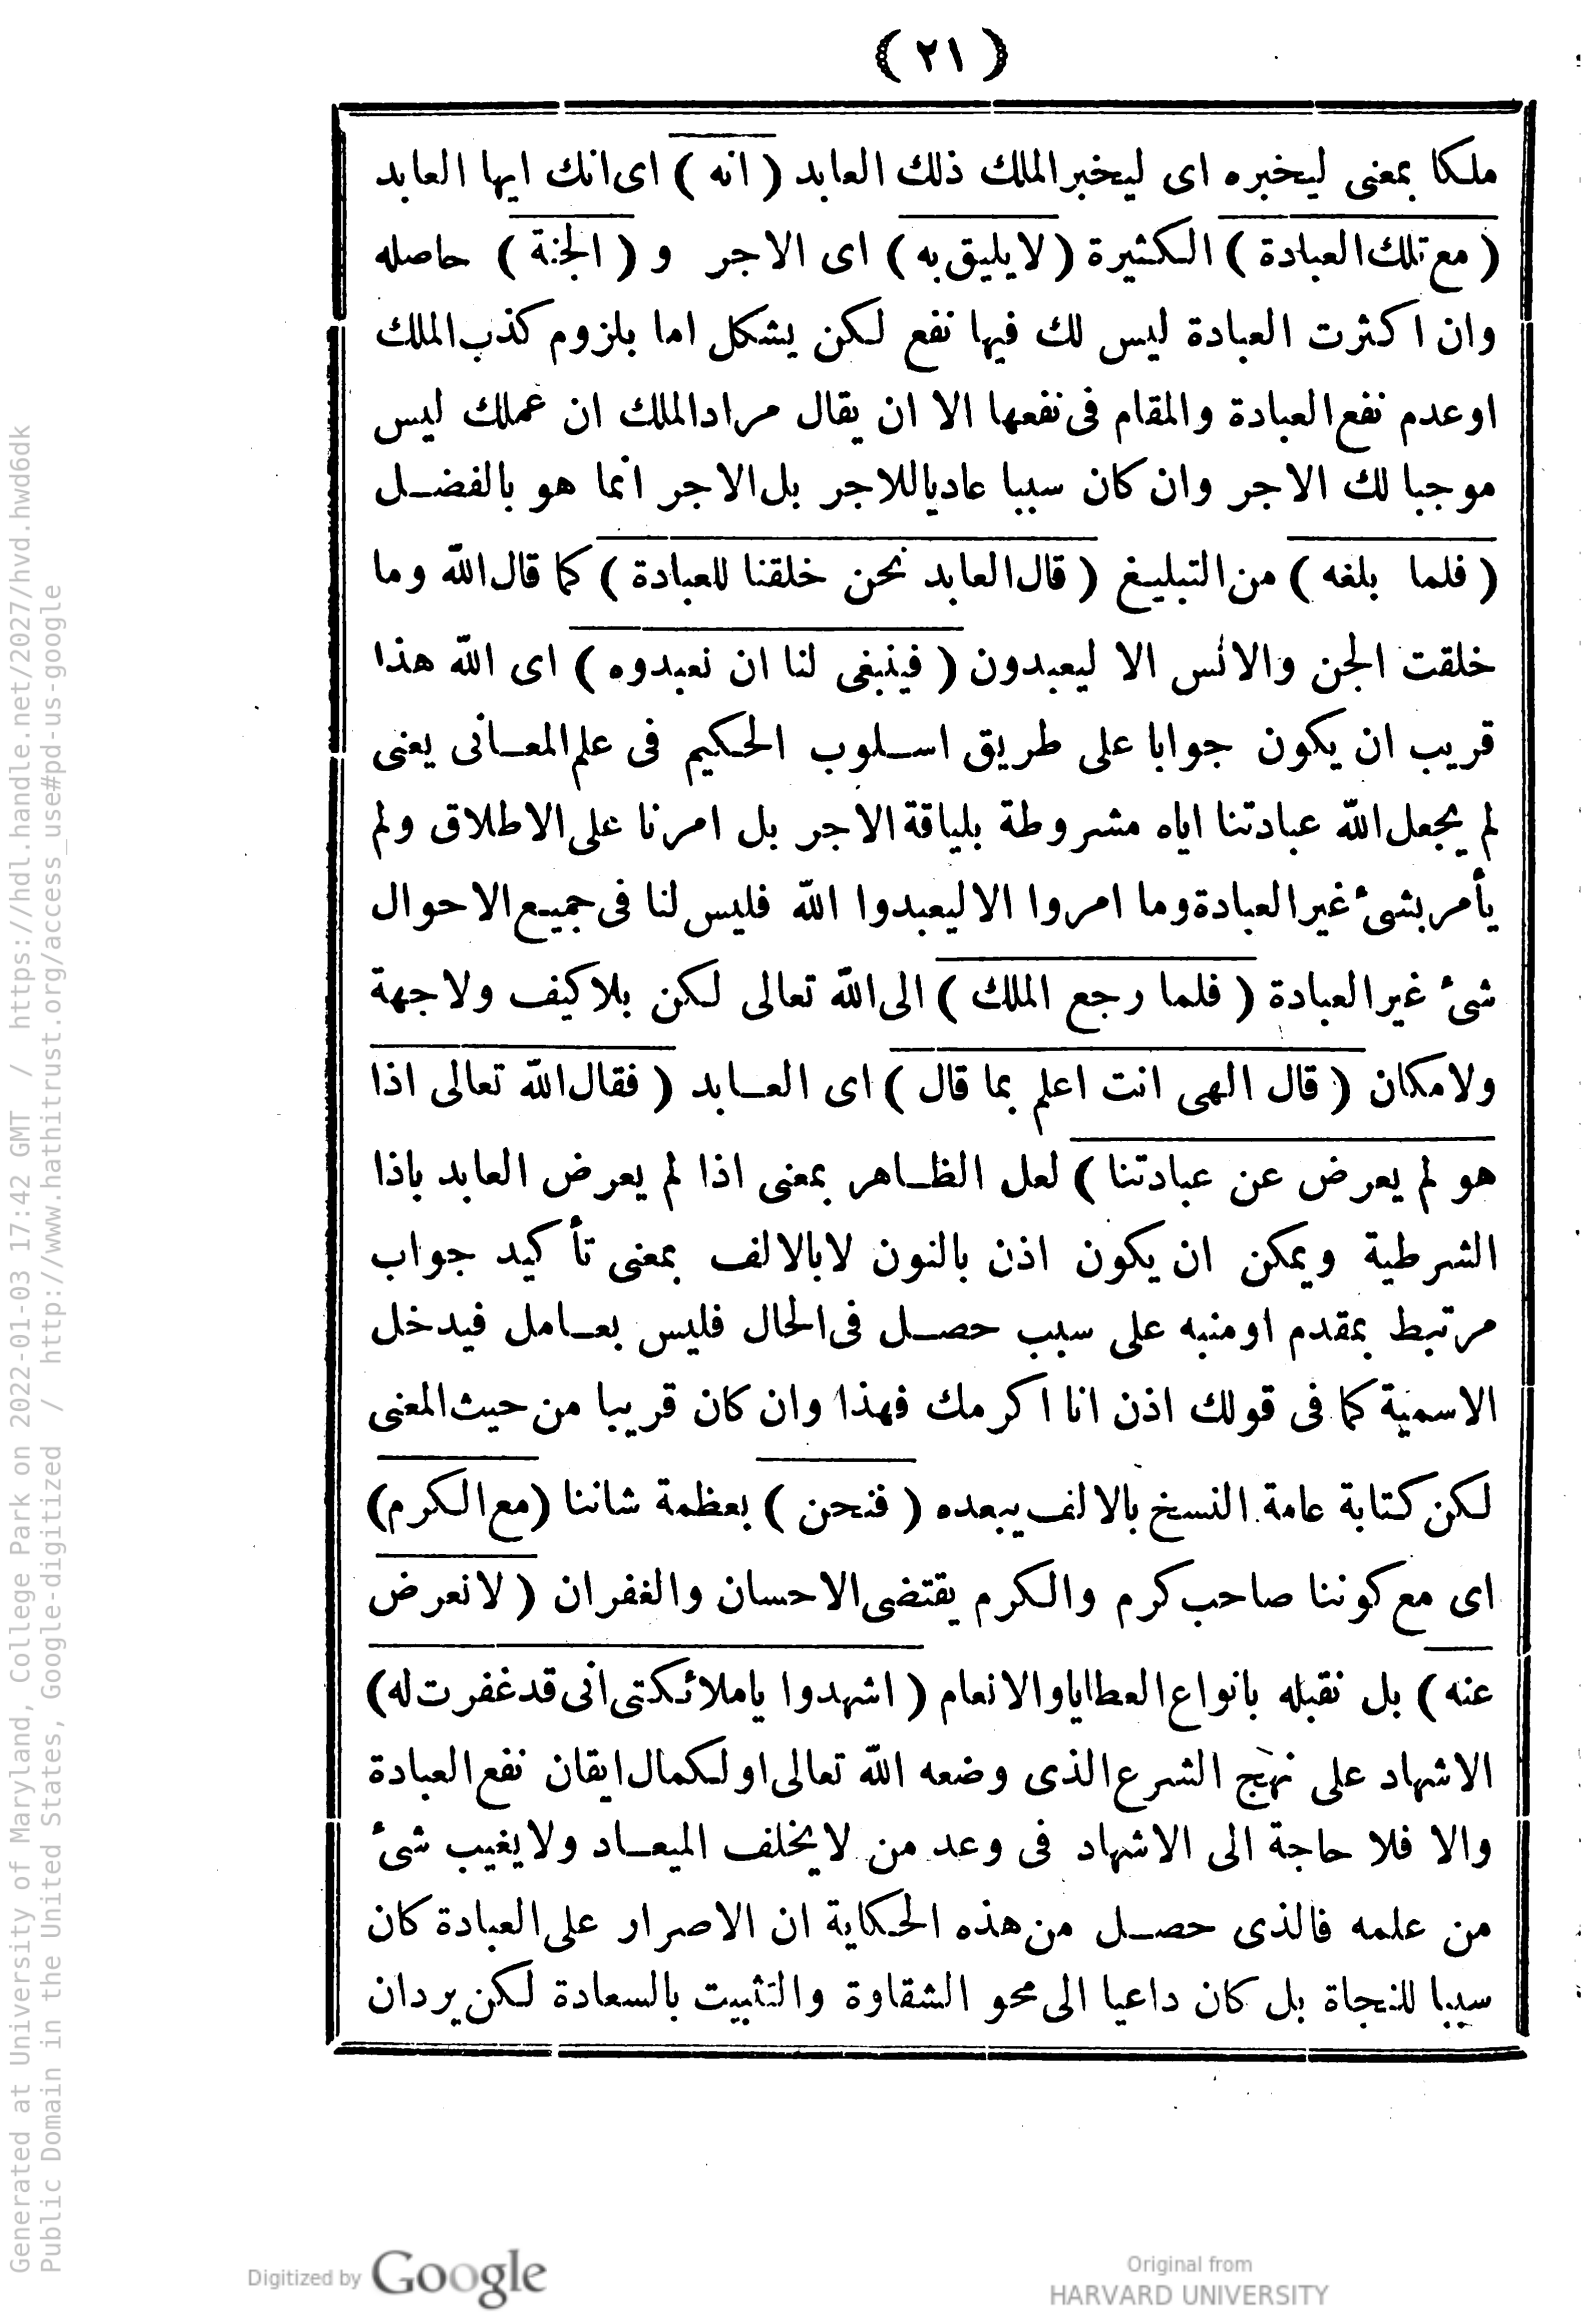 ( ٢١ )
ملكا بمعنى ليخبره اى ليخبرالملك ذلك العابد ( انه ) اى انك ايها العابد
( مع تلك العبادة ) الكثيرة ( لايليق به ) اى الاجر و ( الجنة ) حاصله
وان اكثرت العبادة ليس لك فيها نفع لكن يشكل اما بلزوم كذب الملك
اوعدم نفع العبادة والمقام فى نفعها الا ان يقال مراد الملك ان عملك ليس
موجبا لك الاجر وان كان سببا عاديا للاجر بل الاجر انما هو بالفضل
( فلما بلغه ) من التبليغ ( قال العابد نحن خلقنا للعبادة ) كما قال الله وما
خلقت الجن والانس الا ليعبدون ( فينبغى لنا ان نعبدوه ) اى الله هذا
قريب ان يكون جوابا على طريق اسلوب الحكيم فى علم المعانى يعنى
لم يجعل الله عبادتنا اياه مشروطة بلياقة الاجر بل امرنا على الاطلاق ولم
يأمر بشئ غير العبادة وما امروا الا ليعبدوا الله فليس لنا فى جميع الاحوال
شئ غير العبادة ( فلما رجع الملك ) الى الله تعالى لكن بلاكيف ولاجهة
ولامكان ( قال الهى انت اعلم بما قال ) اى العابد ( فقال الله تعالى اذا
هو لم يعرض عن عبادتنا ) لعل الظاهر بمعنى اذا لم يعرض العابد باذا
الشرطية ويمكن ان يكون اذن بالنون لابالالف بمعنى تأكيد جواب
مرتبط بمقدم اومنبه على سبب حصل فى الحال فليس بعامل فيدخل
الاسمية كما فى قولك اذن انا اكرمك فهذا وان كان قريبا من حيث المعنى
لكن كتابة عامة النسخ بالالف يبعده ( فنحن ) بعظمة شاننا ( مع الكرم )
اى مع كوننا صاحب كرم والكرم يقتضى الاحسان والغفران ( لانعرض
عنه ) بل نقبله بانواع العطايا والانعام ( اشهدوا ياملائكتى انى قد غفرت له )
الاشهاد على نهج الشرع الذى وضعه الله تعالى او لكمال ايقان نفع العبادة
والا فلا حاجة الى الاشهاد فى وعد من لايخلف الميعاد ولايغيب شئ
من علمه فالذى حصل من هذه الحكاية ان الاصرار على العبادة كان
سببا للنجاة بل كان داعيا الى محو الشقاوة والتثبيت بالسعادة لكن يردان
Generated at University of Maryland, College Park on 2022-01-03 17:42 GMT / https://hdl.handle.net/2027/hvd.hwd6dk
Public Domain in the United States, Google-digitized / http://www.hathitrust.org/access_use#pd-us-google
Digitized by Google
Original from
HARVARD UNIVERSITY